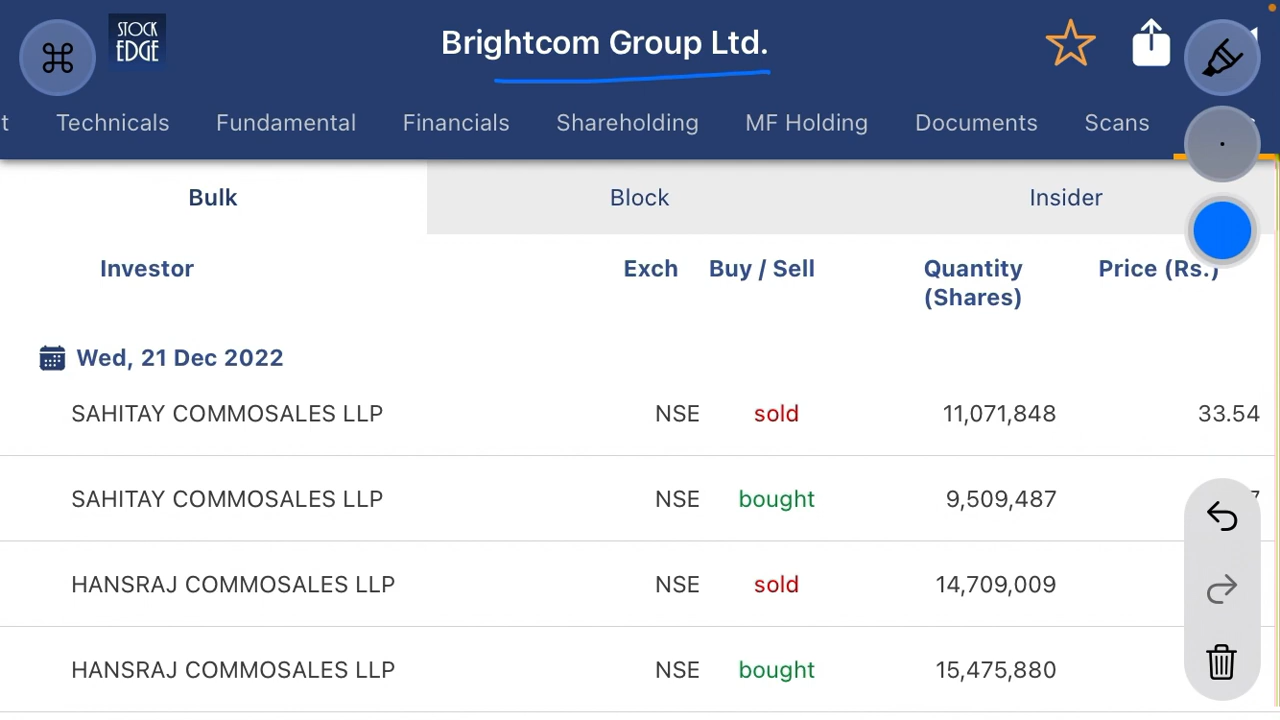 STOCK
EDGE
Brightcom Group Ltd.
t Technicals Fundamental Financials Shareholding MF Holding Documents Scans
Bulk Block Insider
Investor Exch Buy / Sell Quantity (Shares) Price (Rs.)
Wed, 21 Dec 2022
SAHITAY COMMOSALES LLP NSE sold 11,071,848 33.54
SAHITAY COMMOSALES LLP NSE bought 9,509,487
HANSRAJ COMMOSALES LLP NSE sold 14,709,009
HANSRAJ COMMOSALES LLP NSE bought 15,475,880